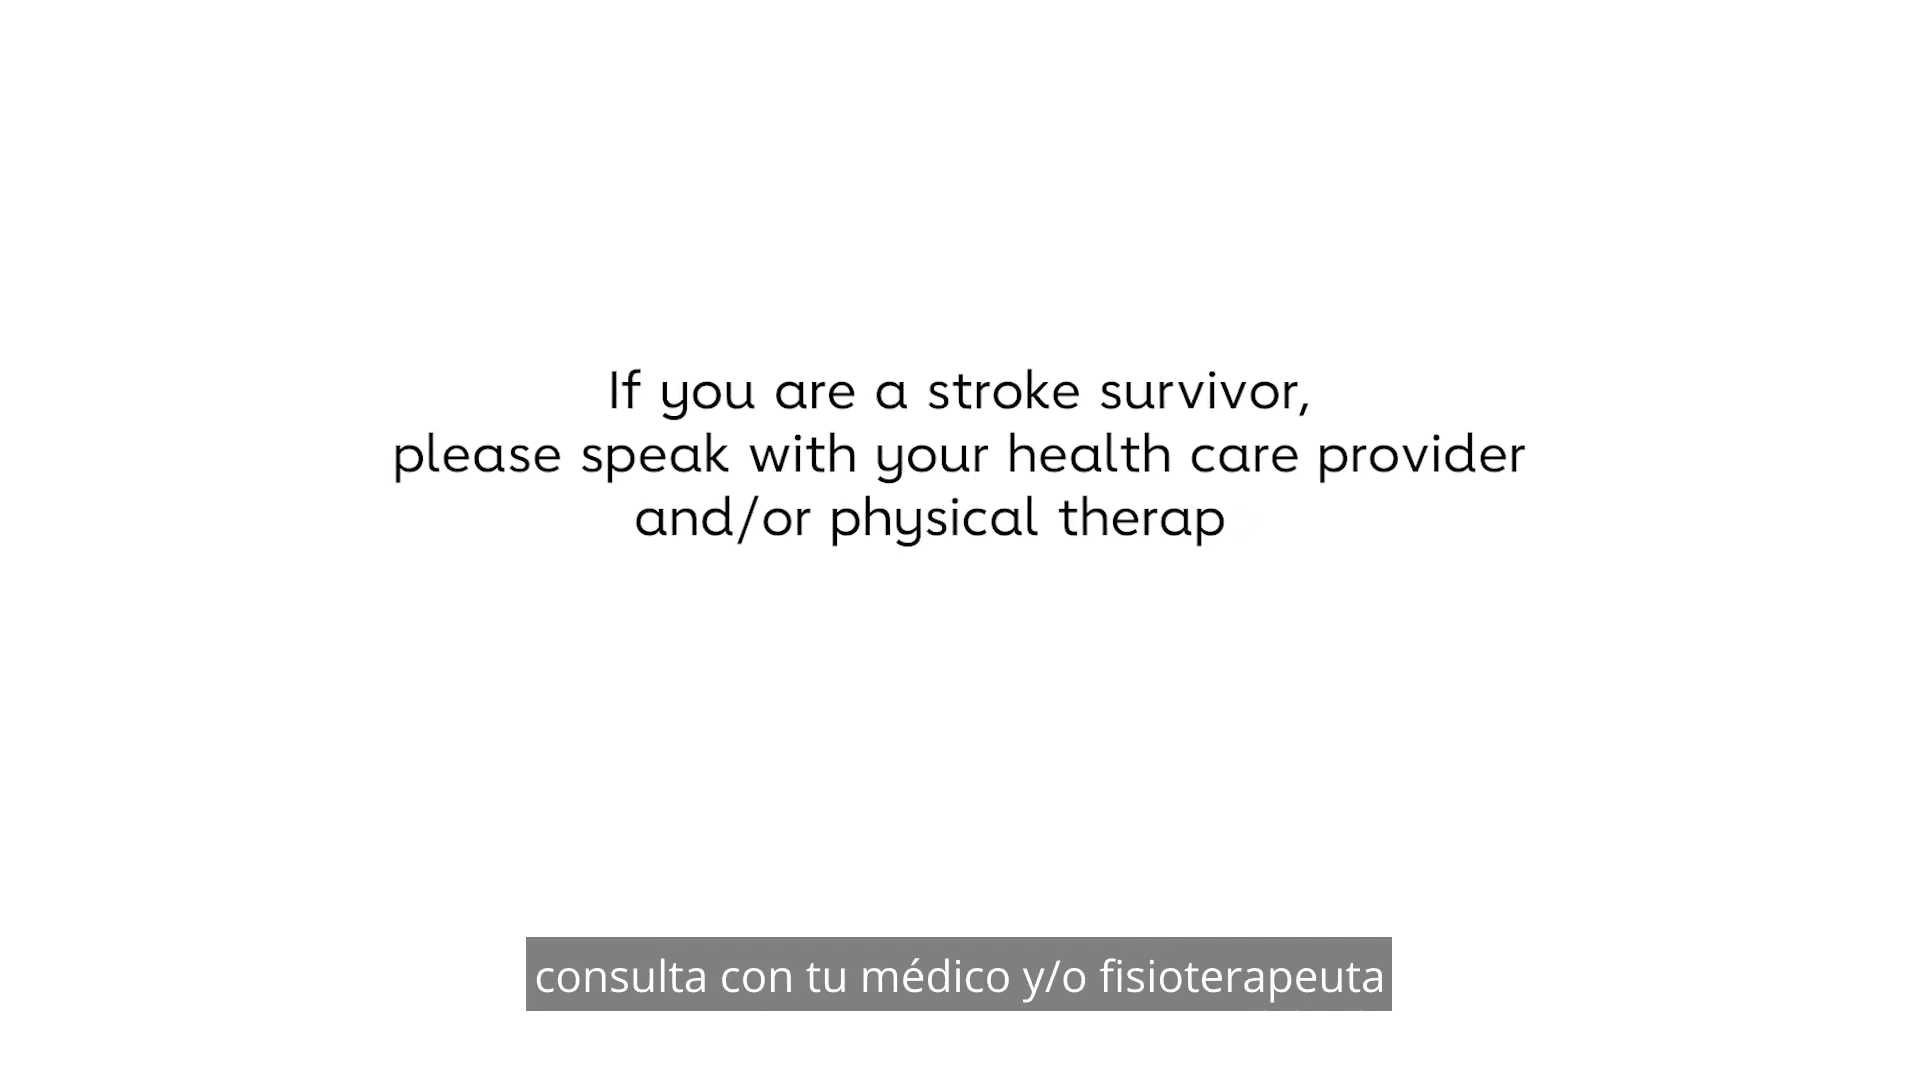 If you are a stroke survivor,
please speak with your health care provider
and/or physical therap
consulta con tu médico y/o fisioterapeuta